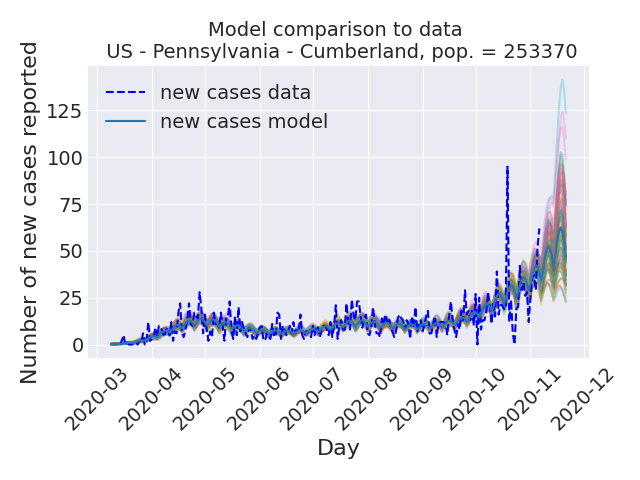 Model comparison to data
US - Pennsylvania - Cumberland, pop. = 253370
Number of new cases reported
125
100
75
50
25
0
new cases data
new cases model
2020-03
2020-04
2020-05
2020-06
2020-07
2020-08
2020-09
2020-10
2020-11
2020-12
Day